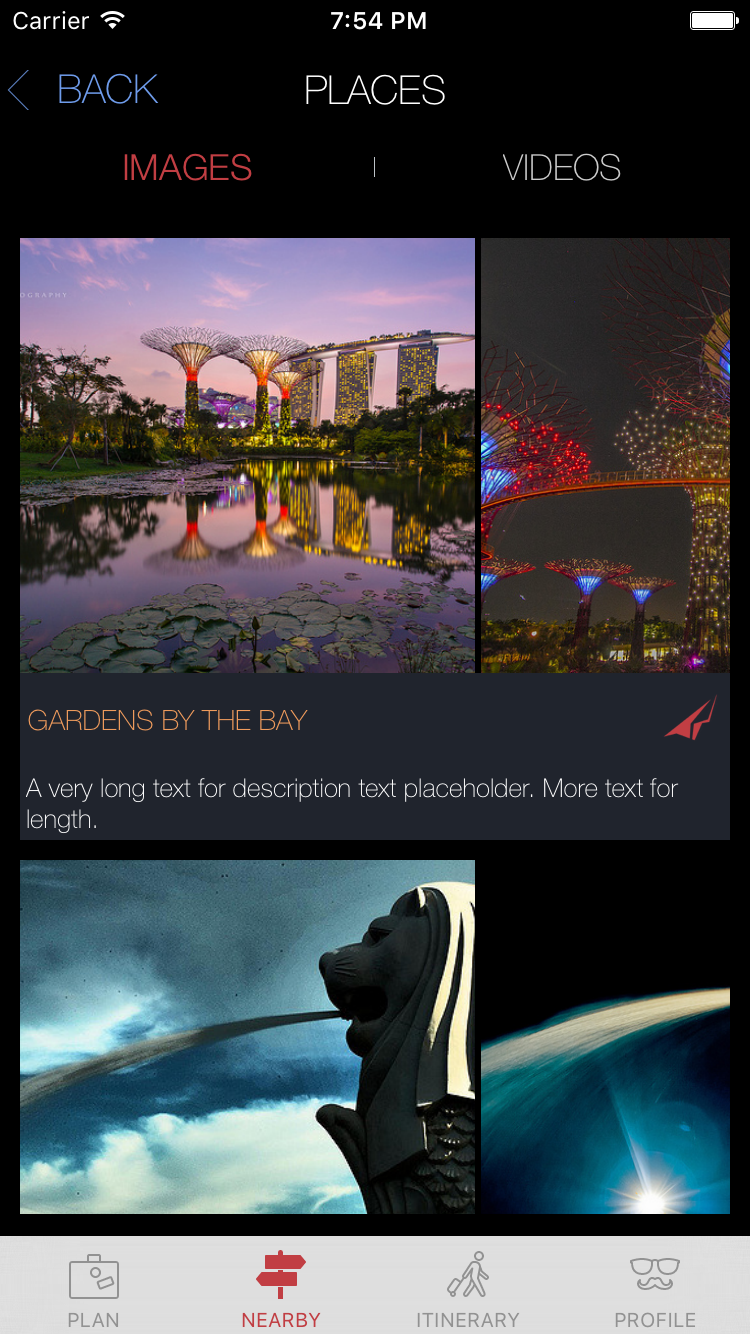 Carrier
7:54 PM
BACK
PLACES
IMAGES
VIDEOS
OGRAPHY
GARDENS BY THE BAY
A very long text for description text placeholder. More text for
length.
PLAN
NEARBY
ITINERARY
PROFILE